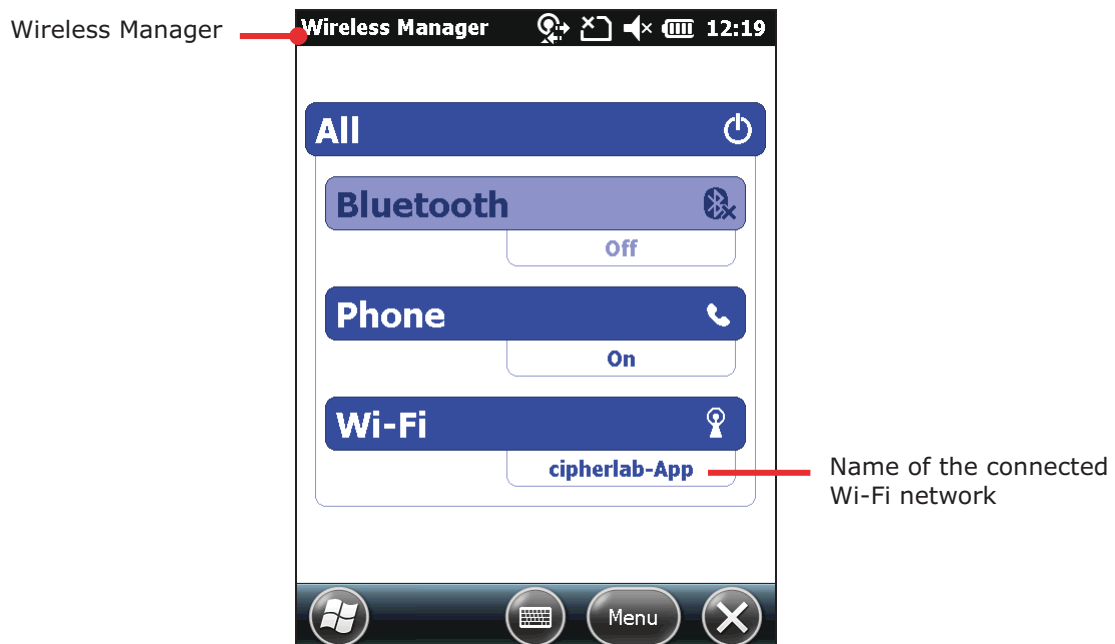 Wireless Manager
Wireless Manager 12:19
All
Bluetooth
Off
Phone
On
Wi-Fi
cipherlab-App
Name of the connected
Wi-Fi network
Menu